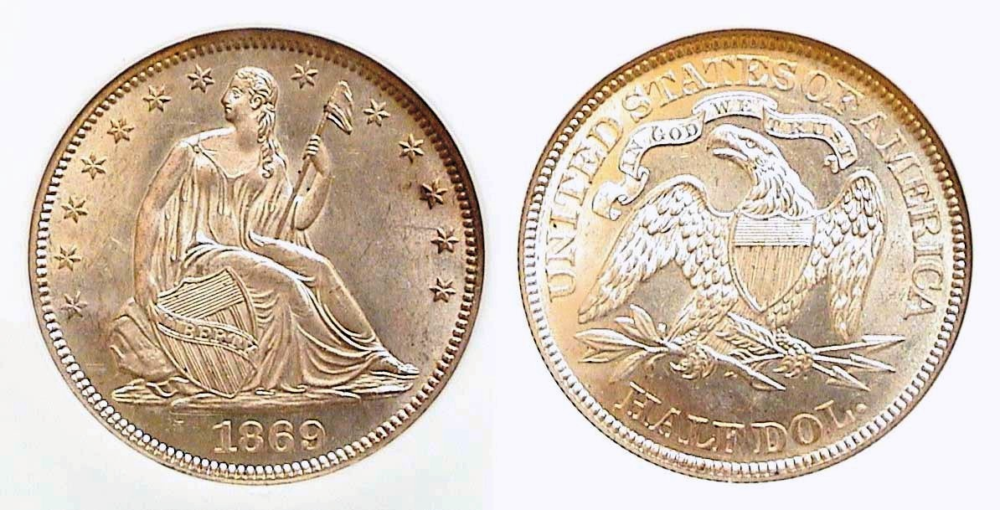 LIBERTY
1869
UNITED STATES OF AMERICA
IN GOD WE TRUST
HALF DOL.